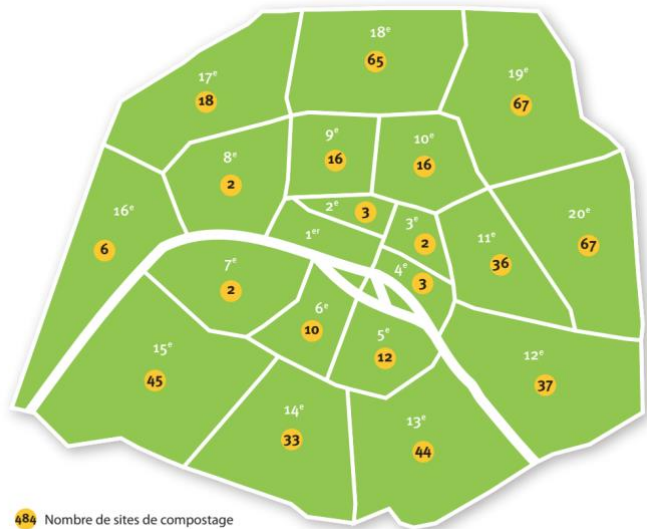 18e
65
17e
18
19e
67
9e
16
10e
16
8e
2
2e
3
16e
6
1er
3e
2
11e
36
20e
67
4e
3
7e
2
6e
10
5e
12
15e
45
12e
37
14e
33
13e
44
484 Nombre de sites de compostage